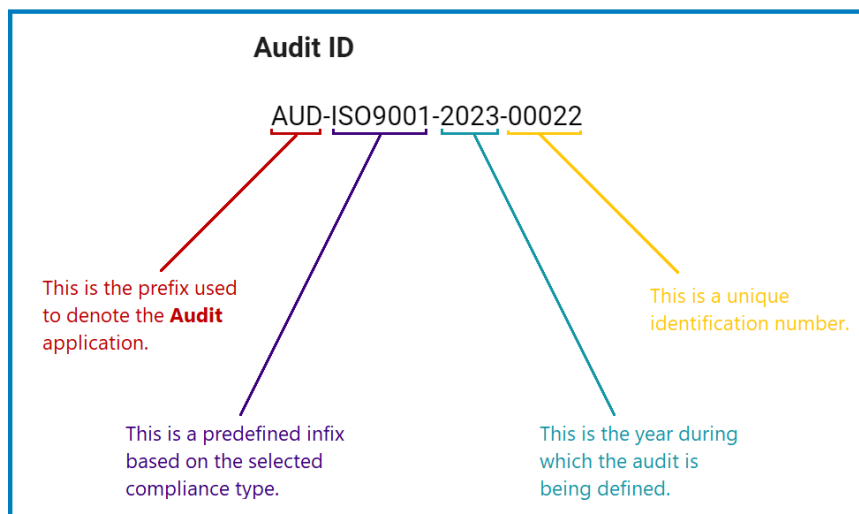 Audit ID
AUD-ISO9001-2023-00022
This is the prefix used
to denote the Audit
application.
This is a unique
identification number.
This is a predefined infix
based on the selected
compliance type.
This is the year during
which the audit is
being defined.